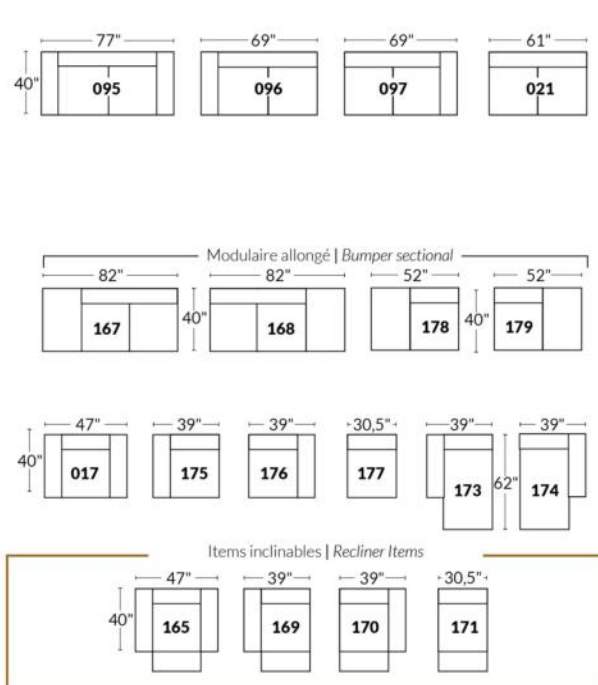 77" 69" 69" 61"
40" 095 096 097 021
Modulaire allongé | Bumper sectional
82" 82" 52" 52"
167 40" 168 178 40" 179
47" 39" 39" 30,5" 39" 39"
40" 017 175 176 177 173 62" 174
Items inclinables | Recliner Items
47" 39" 39" 30,5"
40" 165 169 170 171